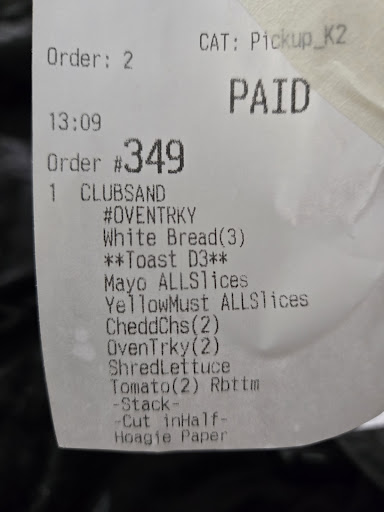 Order: 2 CAT: Pickup_K2
PAID
13:09
Order #349
1 CLUBSAND
#OVENTRKY
White Bread(3)
**Toast D3**
Mayo ALLSlices
YellowMust ALLSlices
CheddChs(2)
OvenTrky(2)
ShredLettuce
Tomato(2) Rbttm
-Stack-
-Cut inHalf-
Hoagie Paper